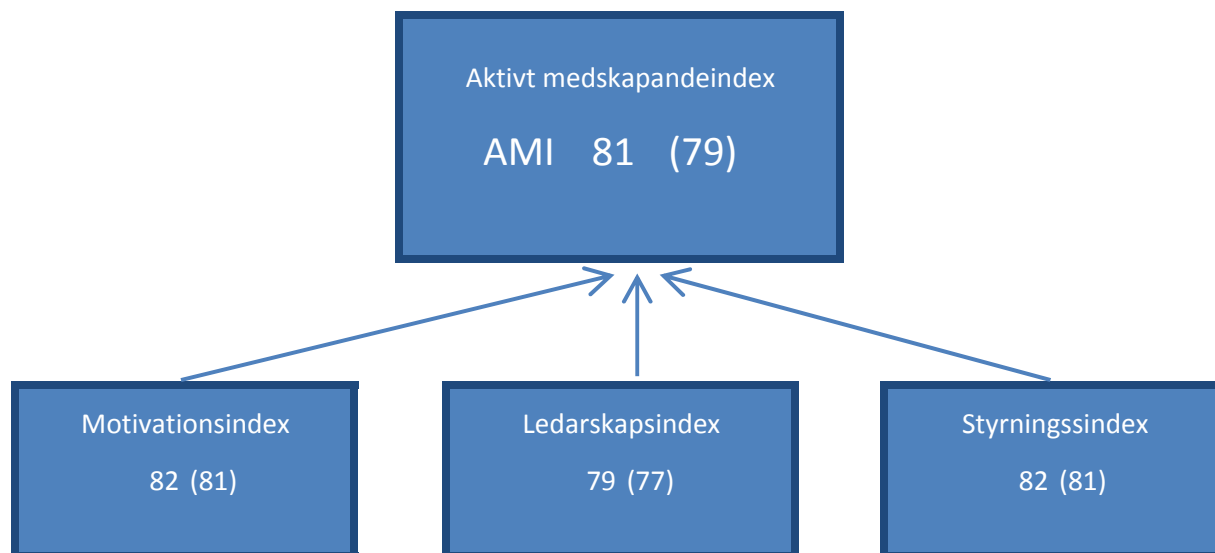 Aktivt medskapandeindex
AMI 81 (79)
Motivationsindex
82 (81)
Ledarskapsindex
79 (77)
Styrningssindex
82 (81)